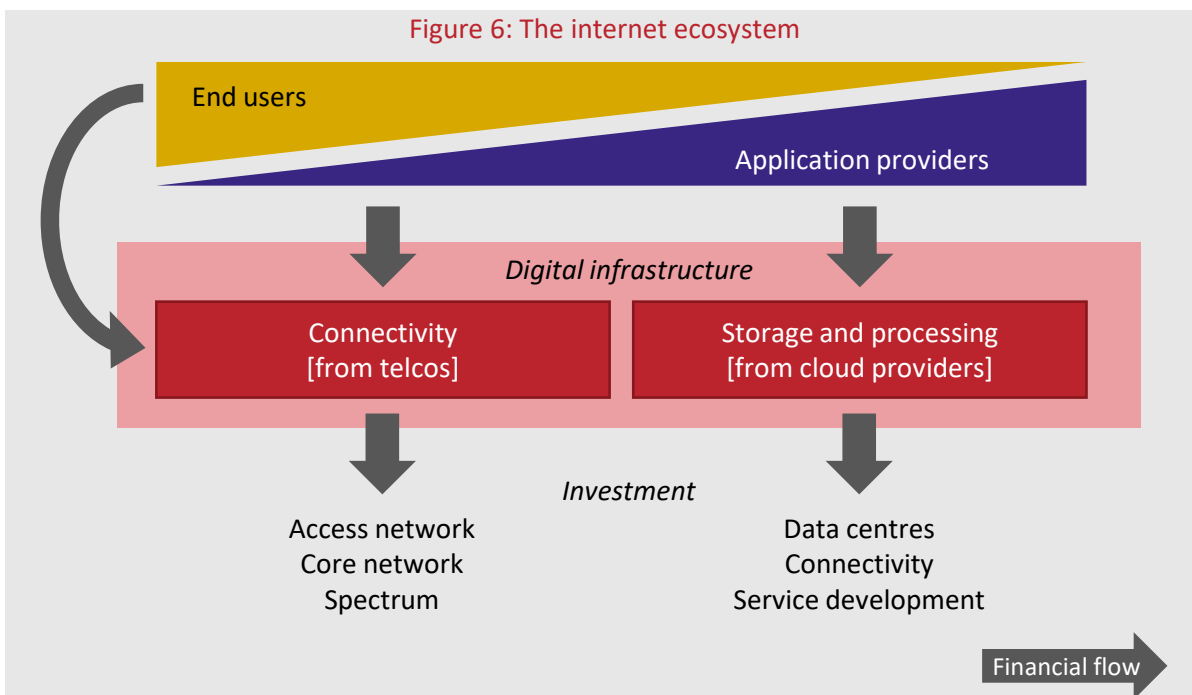 Figure 6: The internet ecosystem
End users
Application providers
Digital infrastructure
Connectivity
[from telcos]
Storage and processing
[from cloud providers]
Investment
Access network
Core network
Spectrum
Data centres
Connectivity
Service development
Financial flow